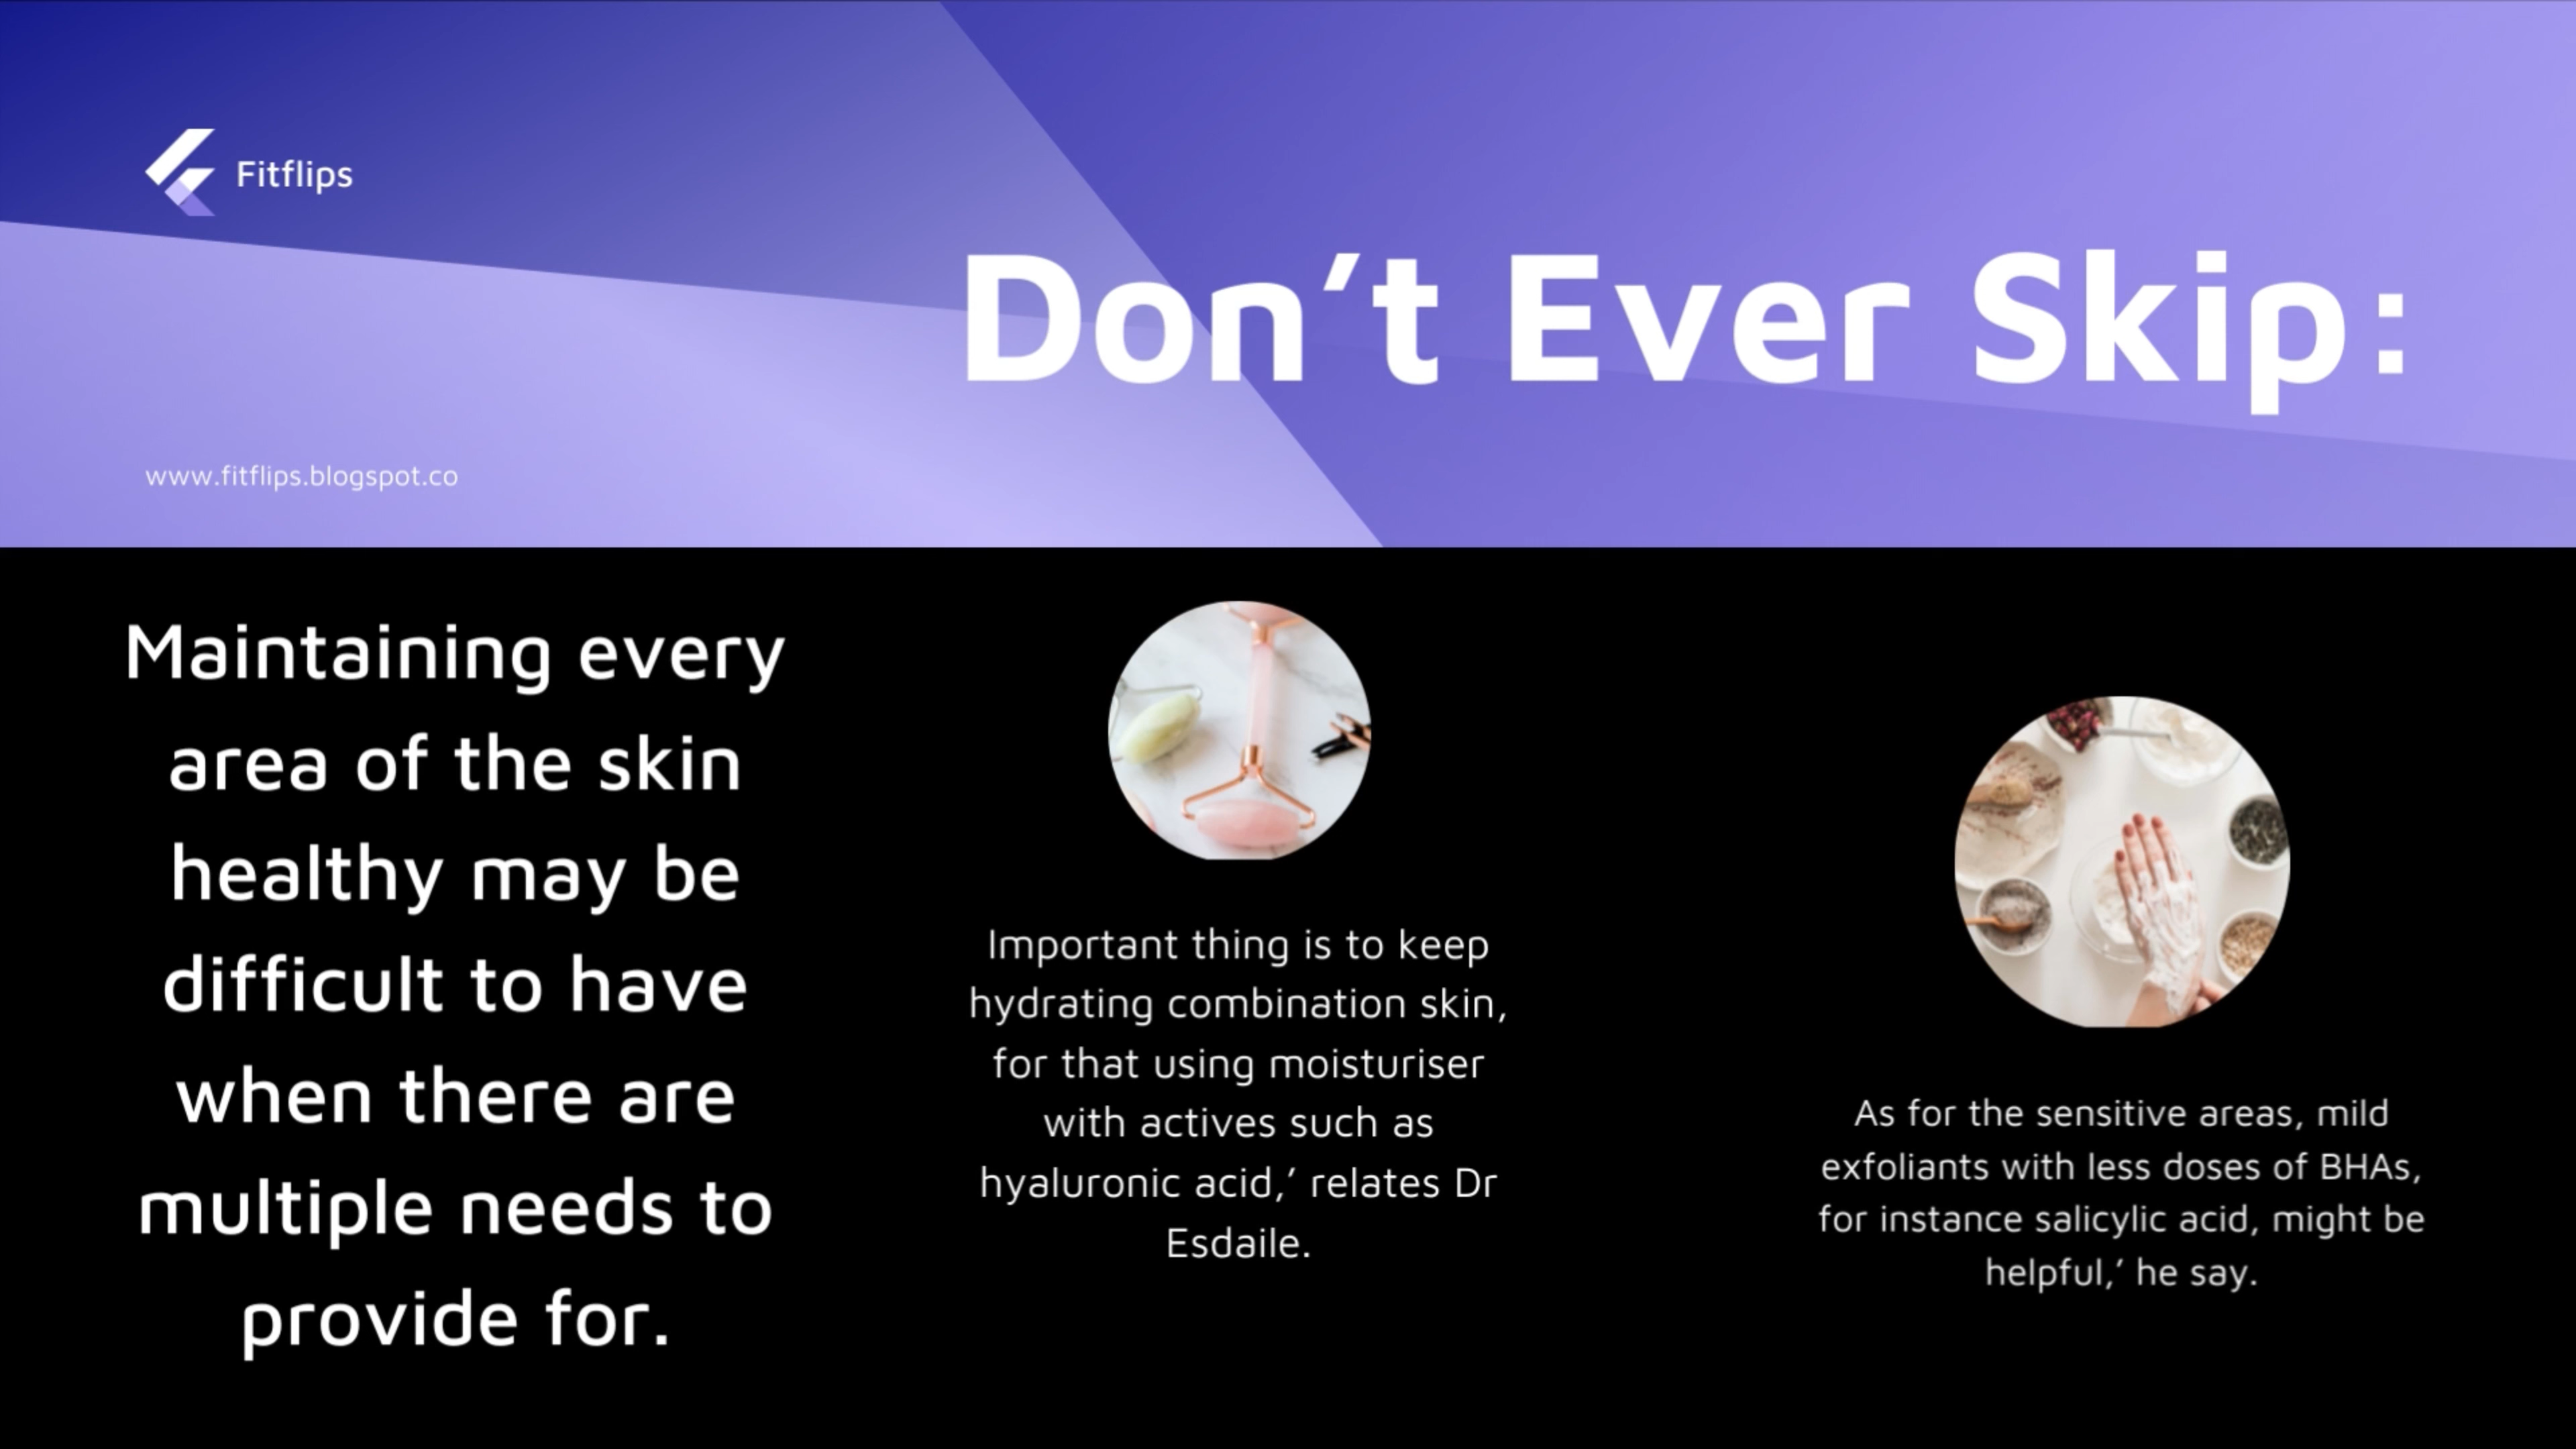 Fitflips
Don’t Ever Skip:
www.fitflips.blogspot.co
Maintaining every
area of the skin
healthy may be
difficult to have
when there are
multiple needs to
provide for.
Important thing is to keep
hydrating combination skin,
for that using moisturiser
with actives such as
hyaluronic acid,’ relates Dr
Esdaile.
As for the sensitive areas, mild
exfoliants with less doses of BHAs,
for instance salicylic acid, might be
helpful,’ he say.